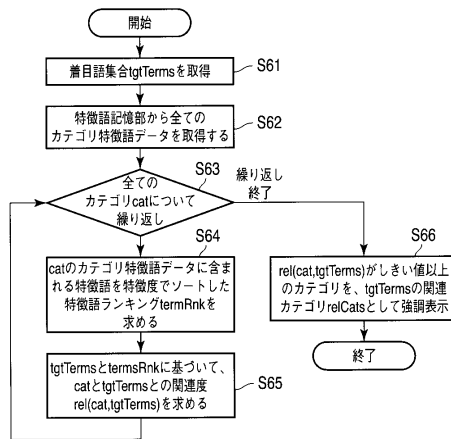 開始
着目語集合tgtTermsを取得
S61
特徴語記憶部から全ての
カテゴリ特徴語データを取得する
S62
全ての
カテゴリcatについて
繰り返し
S63
繰り返し
終了
catのカテゴリ特徴語データに含ま
れる特徴語を特徴度でソートした
特徴語ランキングtermRnkを
求める
S64
tgtTermsとtermsRnkに基づいて、
catとtgtTermsとの関連度
rel(cat,tgtTerms)を求める
S65
rel(cat,tgtTerms)がしきい値以上
のカテゴリを、tgtTermsの関連
カテゴリrelCatsとして強調表示
S66
終了